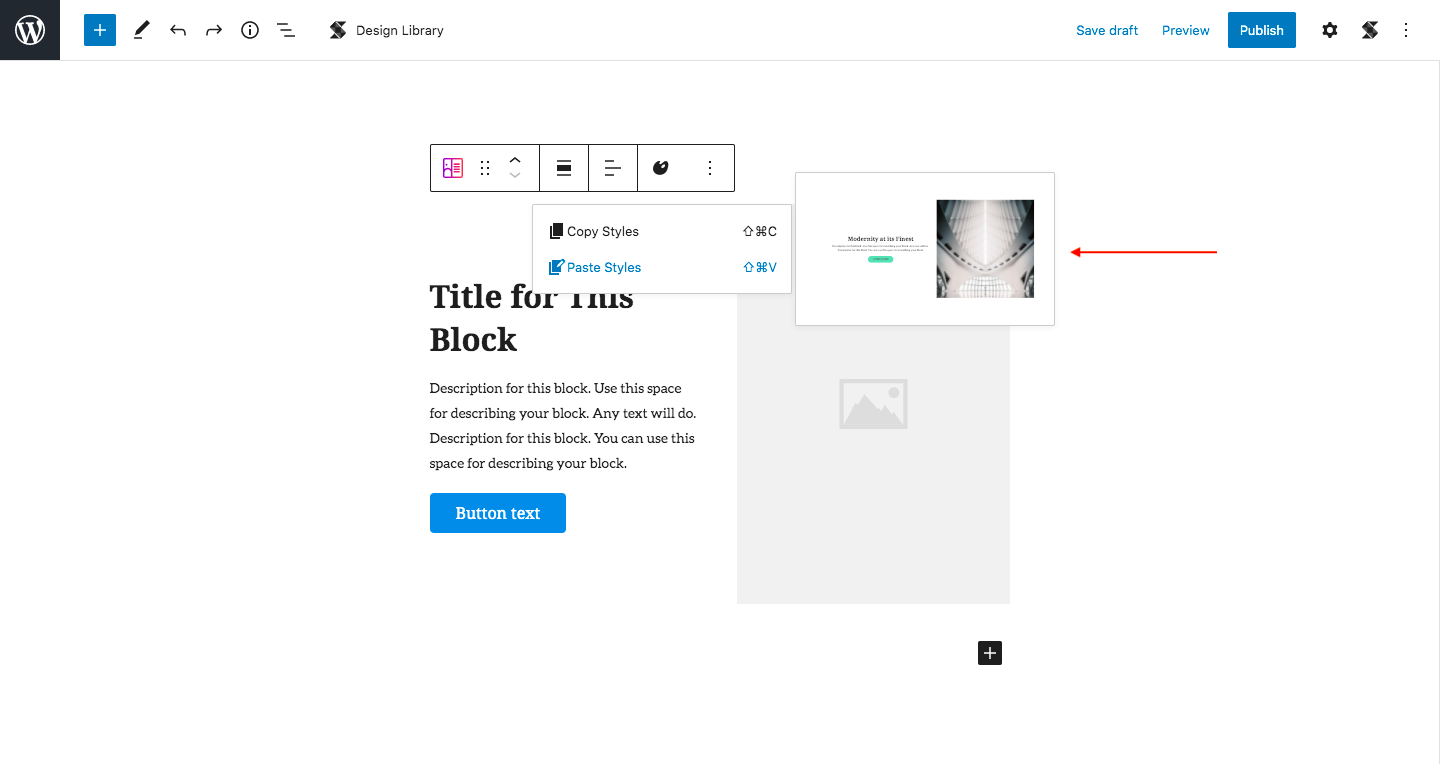 Design Library
Save draft
Preview
Publish
Copy Styles ⇧⌘C
Paste Styles ⇧⌘V
Modernity at its Finest
Title for This
Block
Description for this block. Use this space
for describing your block. Any text will do.
Description for this block. You can use this
space for describing your block.
Button text